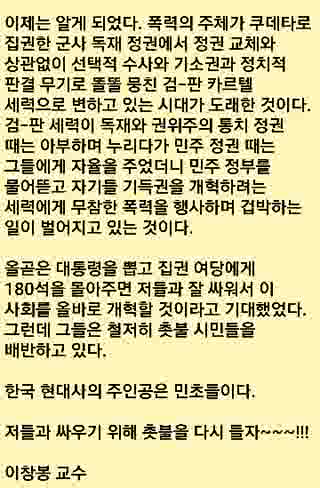 이제는 알게 되었다. 폭력의 주체가 쿠데타로
집권한 군사 독재 정권에서 정권 교체와
상관없이 선택적 수사와 기소권과 정치적
판결 무기로 똘똘 뭉친 검-판 카르텔
세력으로 변하고 있는 시대가 도래한 것이다.
검-판 세력이 독재와 권위주의 통치 정권
때는 아부하며 누리다가 민주 정권 때는
그들에게 자율을 주었더니 민주 정부를
물어뜯고 자기들 기득권을 개혁하려는
세력에게 무참한 폭력을 행사하며 겁박하는
일이 벌어지고 있는 것이다.
올곧은 대통령을 뽑고 집권 여당에게
180석을 몰아주면 저들과 잘 싸워서 이
사회를 올바로 개혁할 것이라고 기대했었다.
그런데 그들은 철저히 촛불 시민들을
배반하고 있다.
한국 현대사의 주인공은 민초들이다.
저들과 싸우기 위해 촛불을 다시 들자~~~!!!
이창봉 교수